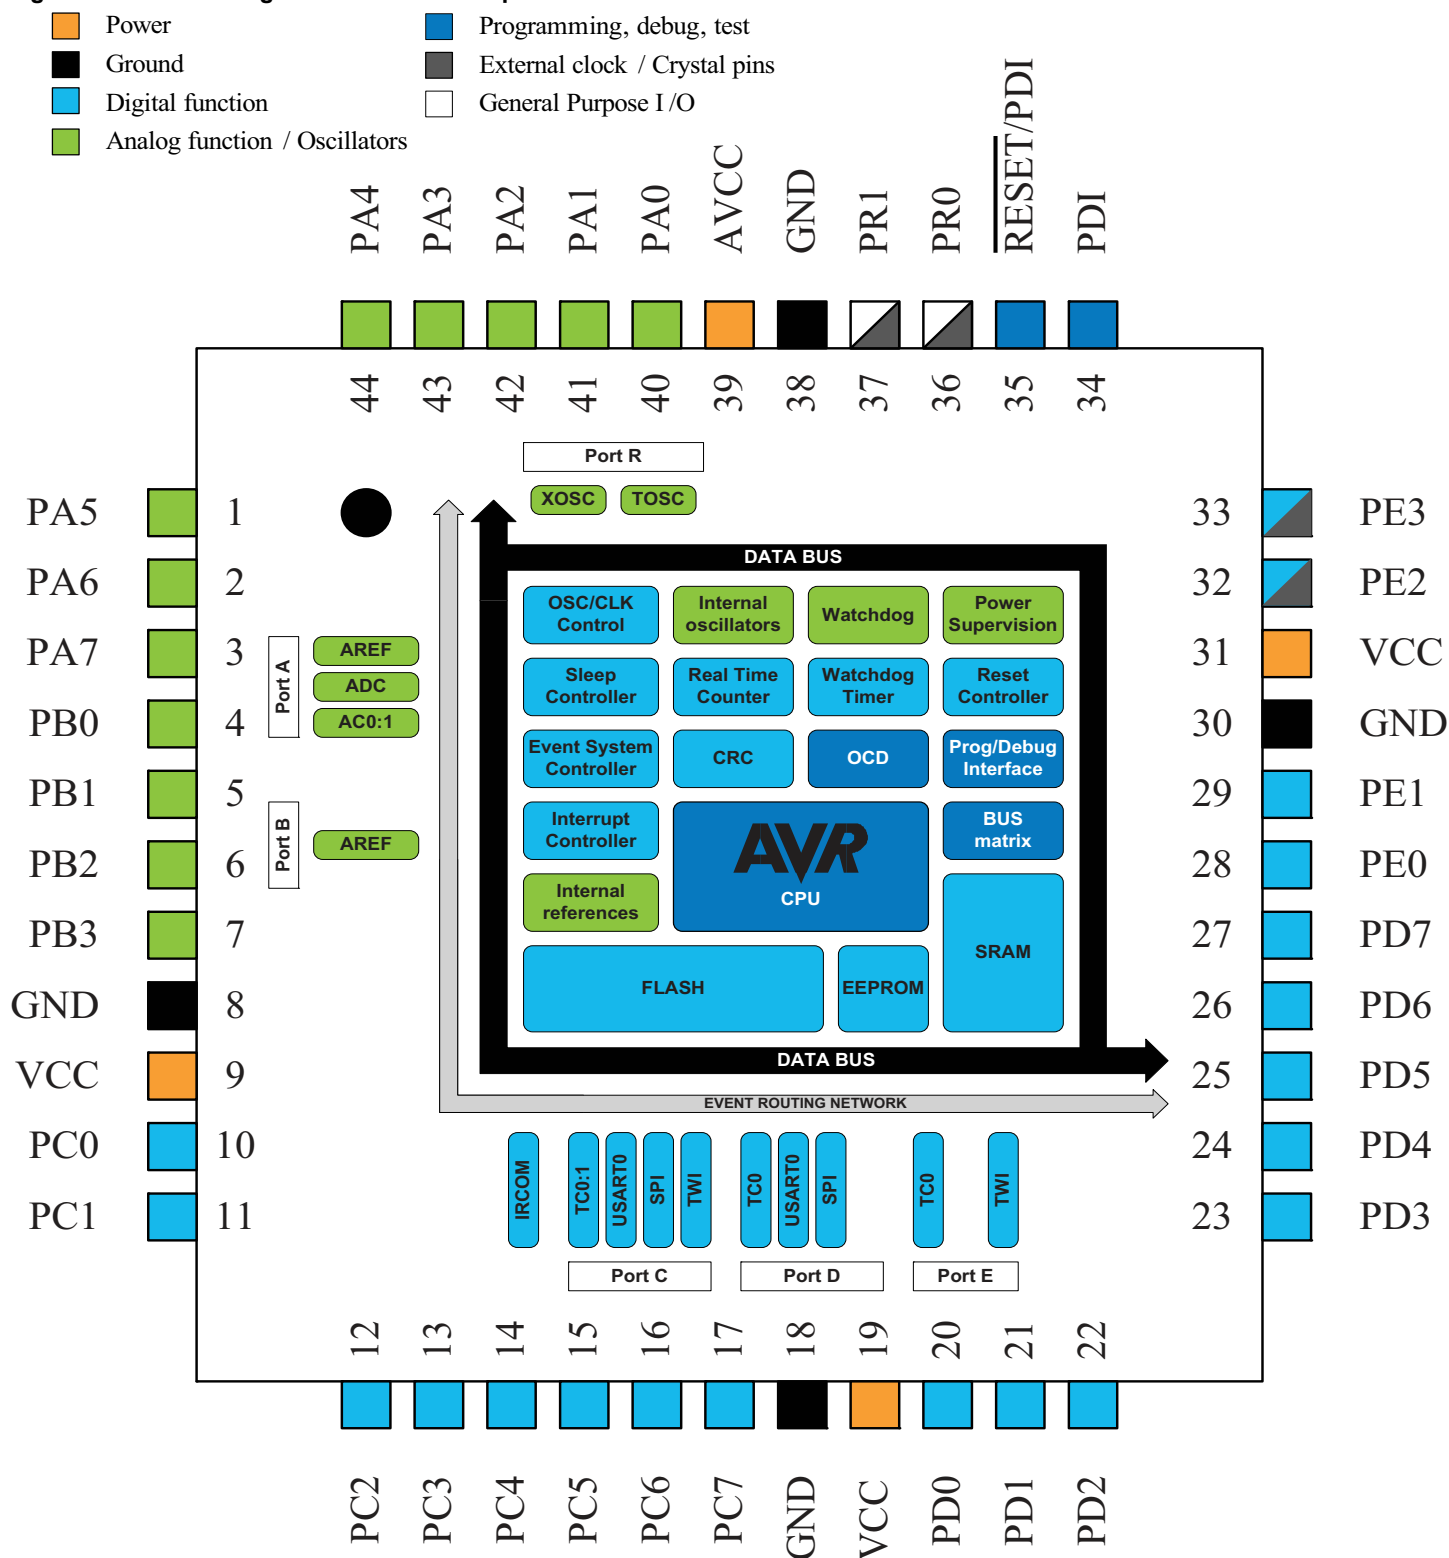 Power
Ground
Digital function
Analog function / Oscillators
Programming, debug, test
External clock / Crystal pins
General Purpose I /O
PA4
PA3
PA2
PA1
PA0
AVCC
GND
PR1
PR0
RESET/PDI
PDI
44
43
42
41
40
39
38
37
36
35
34
PA5 1
PA6 2
PA7 3
PB0 4
PB1 5
PB2 6
PB3 7
GND 8
VCC 9
PC0 10
PC1 11
Port R
XOSC
TOSC
Port A
AREF
ADC
AC0:1
Port B
AREF
DATA BUS
OSC/CLK
Control
Internal
oscillators
Watchdog
Power
Supervision
Sleep
Controller
Real Time
Counter
Watchdog
Timer
Reset
Controller
Event System
Controller
CRC
OCD
Prog/Debug
Interface
Interrupt
Controller
AVR
CPU
BUS
matrix
Internal
references
SRAM
FLASH
EEPROM
DATA BUS
EVENT ROUTING NETWORK
33 PE3
32 PE2
31 VCC
30 GND
29 PE1
28 PE0
27 PD7
26 PD6
25 PD5
24 PD4
23 PD3
IRCOM
TC0:1
USART0
SPI
TWI
TC0
USART0
SPI
TC0
TWI
Port C
Port D
Port E
12
13
14
15
16
17
18
19
20
21
22
PC2
PC3
PC4
PC5
PC6
PC7
GND
VCC
PD0
PD1
PD2